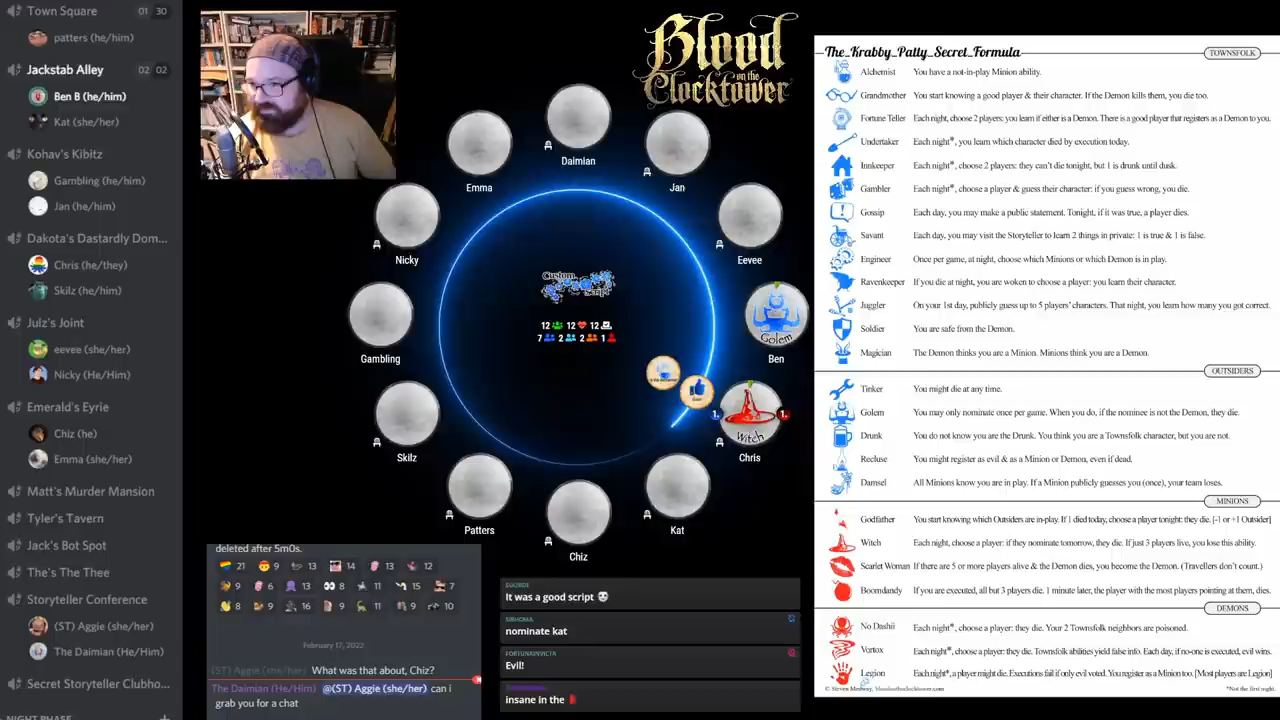 Town Square
01 30
patters (he/him)
Jackson Alley
02 02
Ben B (he/him)
Kat (she/her)
Kohav's Kibitz
Gambling (he/him)
Jan (he/him)
Dakota's Dastardly Dom...
Chris (he/they)
Skilz (he/him)
Julz's Joint
eevee (she/her)
Nicky (He/Him)
Emerald's Eyrie
Chiz (he)
Emma (she/her)
Matt's Murder Mansion
Tyler's Tavern
Jack's Red Spot
The's The Thee
Storyteller Conference
(ST) Aggie (she/her)
The Daimian (He/Him)
Secret Storyteller Clubho...
NIGHT PHASE
Blood
on the
Clocktower
Daimian
Emma
Jan
Nicky
Eevee
Custom
Script
12 12 12
7 2 2 1
Golem
Ben
Gambling
1
1
Witch
Chris
Skilz
Patters
Kat
Chiz
deleted after 5m0s.
21 9 13 14 13 12
9 6 13 8 15 7
8 9 16 9 11 9 10
February 17, 2022
(ST) Aggie (she/her) What was that about, Chiz?
The Daimian (He/Him) @(ST) Aggie (she/her) can i
grab you for a chat
It was a good script
nominate kat
FORTUNAINVICTA
Evil!
insane in the
The_Krabby_Patty_Secret_Formula
TOWNSFOLK
Alchemist You have a not-in-play Minion ability.
Grandmother You start knowing a good player & their character. If the Demon kills them, you die too.
Fortune Teller Each night, choose 2 players: you learn if either is a Demon. There is a good player that registers as a Demon to you.
Undertaker Each night*, you learn which character died by execution today.
Innkeeper Each night*, choose 2 players: they can't die tonight, but 1 is drunk until dusk.
Gambler Each night*, choose a player & guess their character: if you guess wrong, you die.
Gossip Each day, you may make a public statement. Tonight, if it was true, a player dies.
Savant Each day, you may visit the Storyteller to learn 2 things in private: 1 is true & 1 is false.
Engineer Once per game, at night, choose which Minions or which Demon is in play.
Ravenkeeper If you die at night, you are woken to choose a player: you learn their character.
Juggler On your 1st day, publicly guess up to 5 players' characters. That night, you learn how many you got correct.
Soldier You are safe from the Demon.
Magician The Demon thinks you are a Minion. Minions think you are a Demon.
OUTSIDERS
Tinker You might die at any time.
Golem You may only nominate once per game. When you do, if the nominee is not the Demon, they die.
Drunk You do not know you are the Drunk. You think you are a Townsfolk character, but you are not.
Recluse You might register as evil & as a Minion or Demon, even if dead.
Damsel All Minions know you are in play. If a Minion publicly guesses you (once), your team loses.
MINIONS
Godfather You start knowing which Outsiders are in-play. If 1 died today, choose a player tonight: they die. [-1 or +1 Outsider]
Witch Each night, choose a player: if they nominate tomorrow, they die. If just 3 players live, you lose this ability.
Scarlet Woman If there are 5 or more players alive & the Demon dies, you become the Demon. (Travellers don't count.)
Boomdandy If you are executed, all but 3 players die. 1 minute later, the player with the most players pointing at them, dies.
DEMONS
No Dashii Each night*, choose a player: they die. Your 2 Townsfolk neighbors are poisoned.
Vortox Each night*, choose a player: they die. Townsfolk abilities yield false info. Each day, if no-one is executed, evil wins.
Legion Each night*, a player might die. Executions fail if only evil voted. You register as a Minion too. [Most players are Legion]
© Steven Medway, bloodontheclocktower.com
*Not the first night.